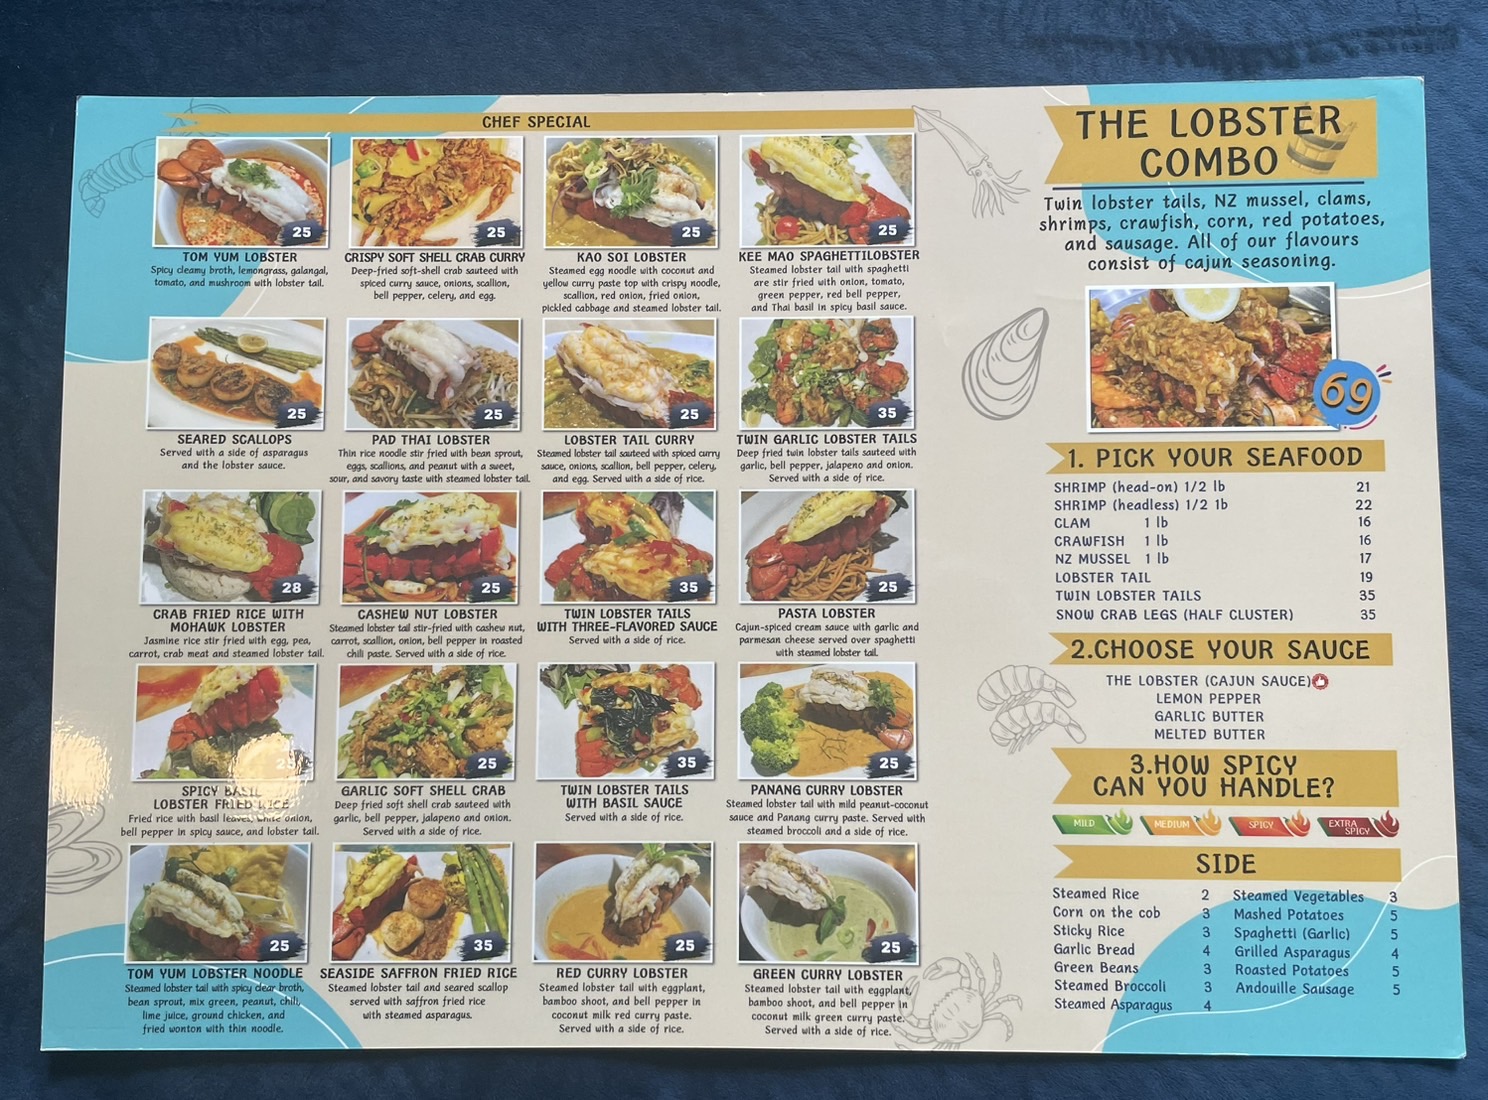 CHEF SPECIAL
25
TOM YUM LOBSTER
Spicy cleamy broth, lemongrass, galangal,
tomato, and mushroom with lobster tail.
25
CRISPY SOFT SHELL CRAB CURRY
Deep-fried soft-shell crab sauteed with
spiced curry sauce, onions, scallion,
bell pepper, celery, and egg.
25
KAO SOI LOBSTER
Steamed egg noodle with coconut and
yellow curry paste top with crispy noodle,
scallion, red onion, fried onion,
pickled cabbage and steamed lobster tail.
25
KEE MAO SPAGHETTILOBSTER
Steamed lobster tail with spaghetti
are stir fried with onion, tomato,
green pepper, red bell pepper,
and Thai basil in spicy basil sauce.
25
SEARED SCALLOPS
Served with a side of asparagus
and the lobster sauce.
25
PAD THAI LOBSTER
Thin rice noodle stir fried with bean sprout,
eggs, scallions, and peanut with a sweet,
sour, and savory taste with steamed lobster tail.
25
LOBSTER TAIL CURRY
Steamed lobster tail sauteed with spiced curry
sauce, onions, scallion, bell pepper, celery,
and egg. Served with a side of rice.
35
TWIN GARLIC LOBSTER TAILS
Deep fried twin lobster tails sauteed with
garlic, bell pepper, jalapeno and onion.
Served with a side of rice.
28
CRAB FRIED RICE WITH
MOHAWK LOBSTER
Jasmine rice stir fried with egg, pea,
carrot, crab meat and steamed lobster tail.
25
CASHEW NUT LOBSTER
Steamed lobster tail stir-fried with cashew nut,
carrot, scallion, onion, bell pepper in roasted
chili paste. Served with a side of rice.
35
TWIN LOBSTER TAILS
WITH THREE-FLAVORED SAUCE
Served with a side of rice.
25
PASTA LOBSTER
Cajun-spiced cream sauce with garlic and
parmesan cheese served over spaghetti
with steamed lobster tail.
25
SPICY BASIL
LOBSTER FRIED RICE
Fried rice with basil leaves, white onion,
bell pepper in spicy sauce, and lobster tail.
25
GARLIC SOFT SHELL CRAB
Deep fried soft shell crab sauteed with
garlic, bell pepper, jalapeno and onion.
Served with a side of rice.
35
TWIN LOBSTER TAILS
WITH BASIL SAUCE
Served with a side of rice.
25
PANANG CURRY LOBSTER
Steamed lobster tail with mild peanut-coconut
sauce and Panang curry paste. Served with
steamed broccoli and a side of rice.
25
TOM YUM LOBSTER NOODLE
Steamed lobster tail with spicy clear broth,
bean sprout, mix green, peanut, chili,
lime juice, ground chicken, and
fried wonton with thin noodle.
35
SEASIDE SAFFRON FRIED RICE
Steamed lobster tail and seared scallop
served with saffron fried rice
with steamed asparagus.
25
RED CURRY LOBSTER
Steamed lobster tail with eggplant,
bamboo shoot, and bell pepper in
coconut milk red curry paste.
Served with a side of rice.
25
GREEN CURRY LOBSTER
Steamed lobster tail with eggplant,
bamboo shoot, and bell pepper in
coconut milk green curry paste.
Served with a side of rice.
THE LOBSTER
COMBO
Twin lobster tails, NZ mussel, clams,
shrimps, crawfish, corn, red potatoes,
and sausage. All of our flavours
consist of cajun seasoning.
69
1. PICK YOUR SEAFOOD
SHRIMP (head-on) 1/2 lb 21
SHRIMP (headless) 1/2 lb 22
CLAM 1 lb 16
CRAWFISH 1 lb 16
NZ MUSSEL 1 lb 17
LOBSTER TAIL 19
TWIN LOBSTER TAILS 35
SNOW CRAB LEGS (HALF CLUSTER) 35
2.CHOOSE YOUR SAUCE
THE LOBSTER (CAJUN SAUCE)
LEMON PEPPER
GARLIC BUTTER
MELTED BUTTER
3.HOW SPICY
CAN YOU HANDLE?
MILD MEDIUM SPICY EXTRA SPICY
SIDE
Steamed Rice 2
Corn on the cob 3
Sticky Rice 3
Garlic Bread 4
Green Beans 3
Steamed Broccoli 3
Steamed Asparagus 4
Steamed Vegetables 3
Mashed Potatoes 5
Spaghetti (Garlic) 5
Grilled Asparagus 4
Roasted Potatoes 5
Andouille Sausage 5